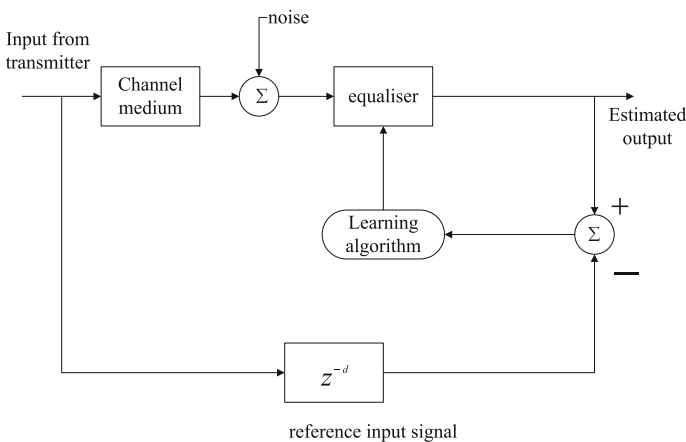 noise
Input from
transmitter
Channel
medium
Σ
equaliser
Estimated
output
+
Learning
algorithm
Σ
−
z^{-d}
reference input signal